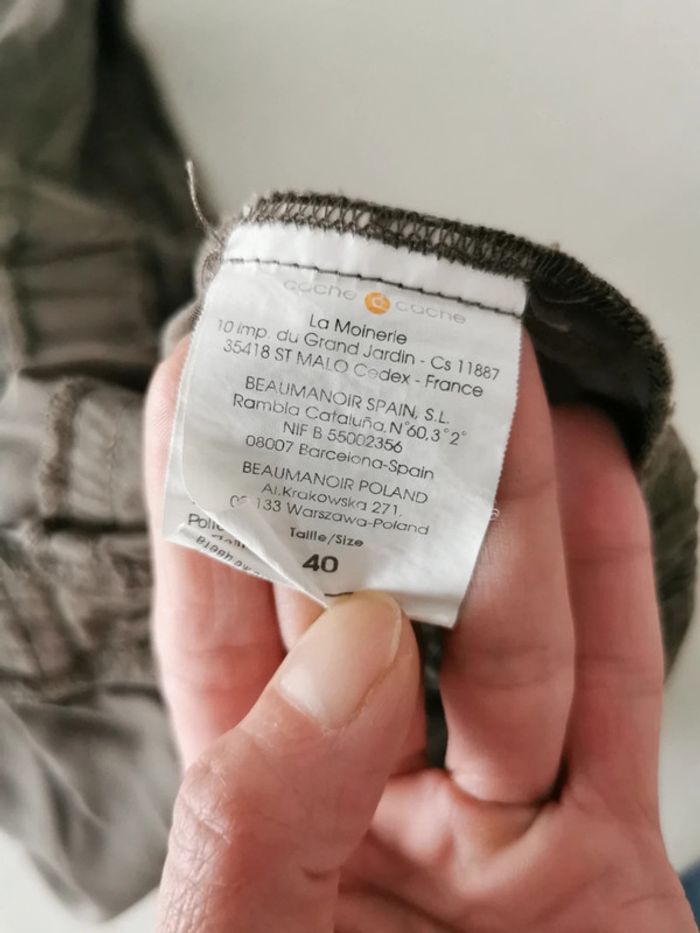 cache cache
La Moinerie
10 imp. du Grand Jardin - Cs 11887
35418 ST MALO Cedex - France
BEAUMANOIR SPAIN, S.L.
Rambla Cataluña, N°60, 3°2ª
NIF B 55002356
08007 Barcelona-Spain
BEAUMANOIR POLAND
Al. Krakowska 271,
133 Warszawa-Poland
Taille/Size
40